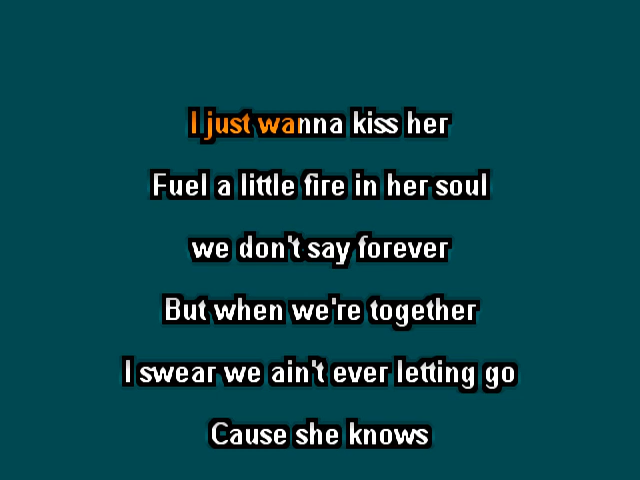 I just wanna kiss her
Fuel a little fire in her soul
we don't say forever
But when we're together
I swear we ain't ever letting go
Cause she knows